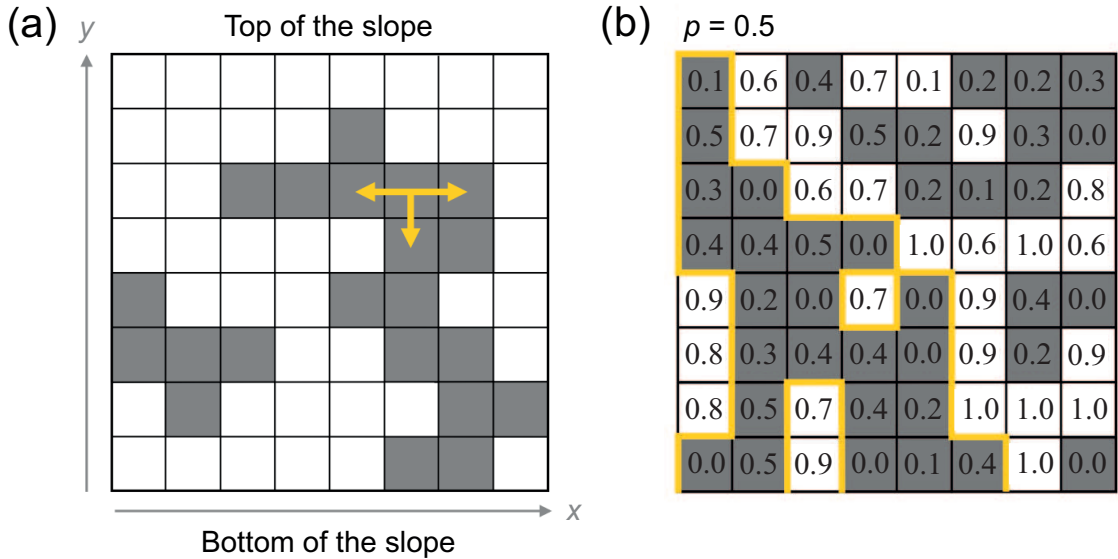 (a)
y
Top of the slope
x
Bottom of the slope
(b)
p = 0.5
0.1 0.6 0.4 0.7 0.1 0.2 0.2 0.3
0.5 0.7 0.9 0.5 0.2 0.9 0.3 0.0
0.3 0.0 0.6 0.7 0.2 0.1 0.2 0.8
0.4 0.4 0.5 0.0 1.0 0.6 1.0 0.6
0.9 0.2 0.0 0.7 0.0 0.9 0.4 0.0
0.8 0.3 0.4 0.4 0.0 0.9 0.2 0.9
0.8 0.5 0.7 0.4 0.2 1.0 1.0 1.0
0.0 0.5 0.9 0.0 0.1 0.4 1.0 0.0